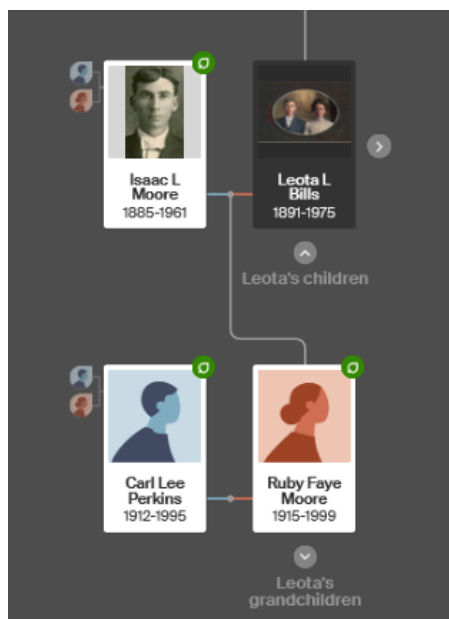 Isaac L
Moore
1885-1961
Leota L
Bills
1891-1975
Leota's children
Carl Lee
Perkins
1912-1995
Ruby Faye
Moore
1915-1999
Leota's
grandchildren